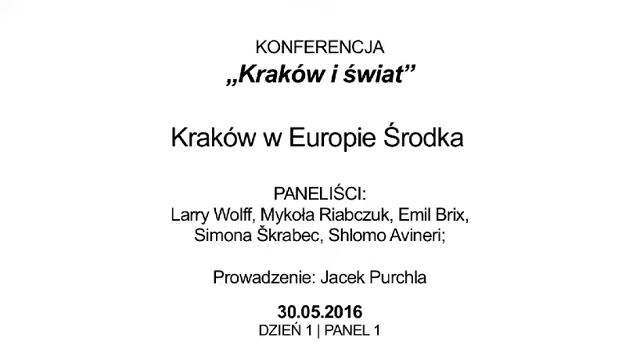 KONFERENCJA
„Kraków i świat”
Kraków w Europie Środka
PANELIŚCI:
Larry Wolff, Mykoła Riabczuk, Emil Brix,
Simona Škrabec, Shlomo Avineri;
Prowadzenie: Jacek Purchla
30.05.2016
DZIEŃ 1 | PANEL 1